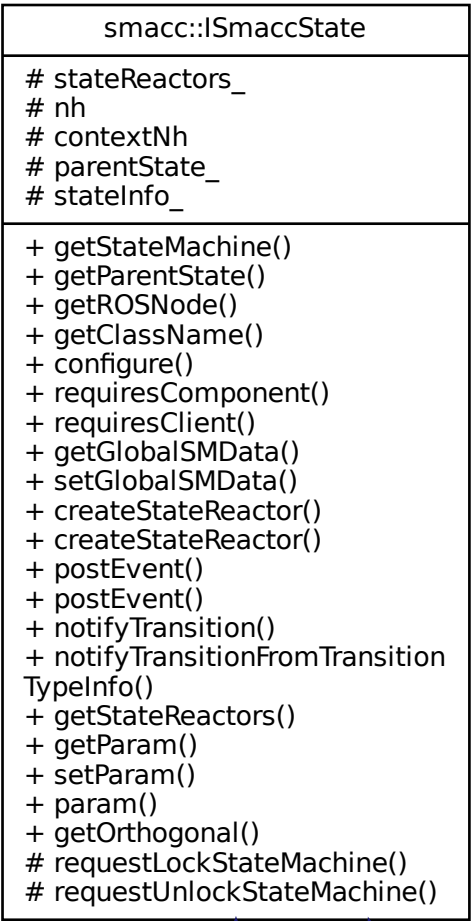 smacc::ISmaccState
# stateReactors_
# nh
# contextNh
# parentState_
# stateInfo_
+ getStateMachine()
+ getParentState()
+ getROSNode()
+ getClassName()
+ configure()
+ requiresComponent()
+ requiresClient()
+ getGlobalSMData()
+ setGlobalSMData()
+ createStateReactor()
+ createStateReactor()
+ postEvent()
+ postEvent()
+ notifyTransition()
+ notifyTransitionFromTransition
TypeInfo()
+ getStateReactors()
+ getParam()
+ setParam()
+ param()
+ getOrthogonal()
# requestLockStateMachine()
# requestUnlockStateMachine()